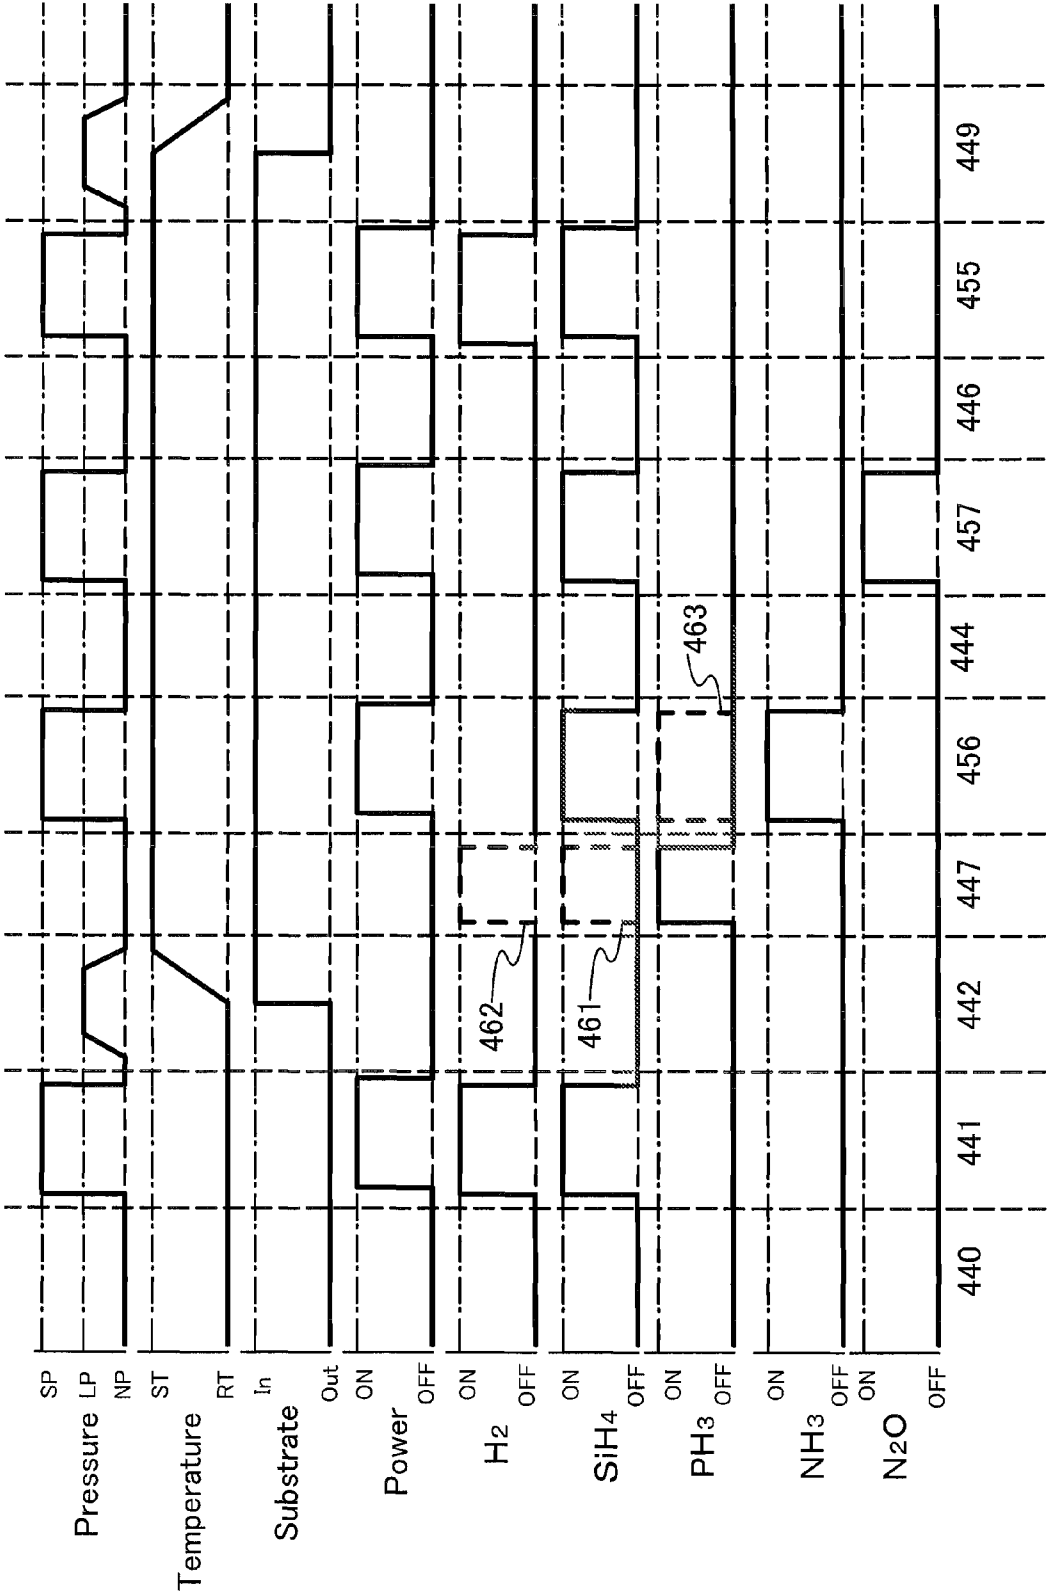 Pressure
SP
LP
NP
Temperature
ST
RT
Substrate
In
Out
Power
ON
OFF
H2
ON
OFF
SiH4
ON
OFF
PH3
ON
OFF
NH3
ON
OFF
N2O
ON
OFF
462
461
463
440
441
442
447
456
444
457
446
455
449